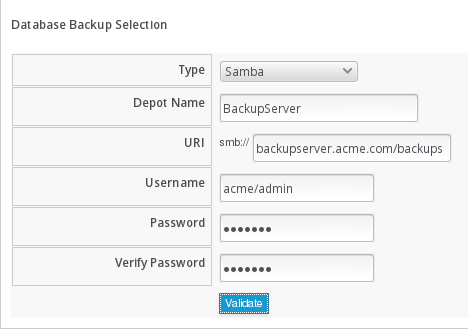 Database Backup Selection
Type Samba
Depot Name BackupServer
URI smb:// backupserver.acme.com/backups
Username acme/admin
Password •••••••
Verify Password •••••••
Validate